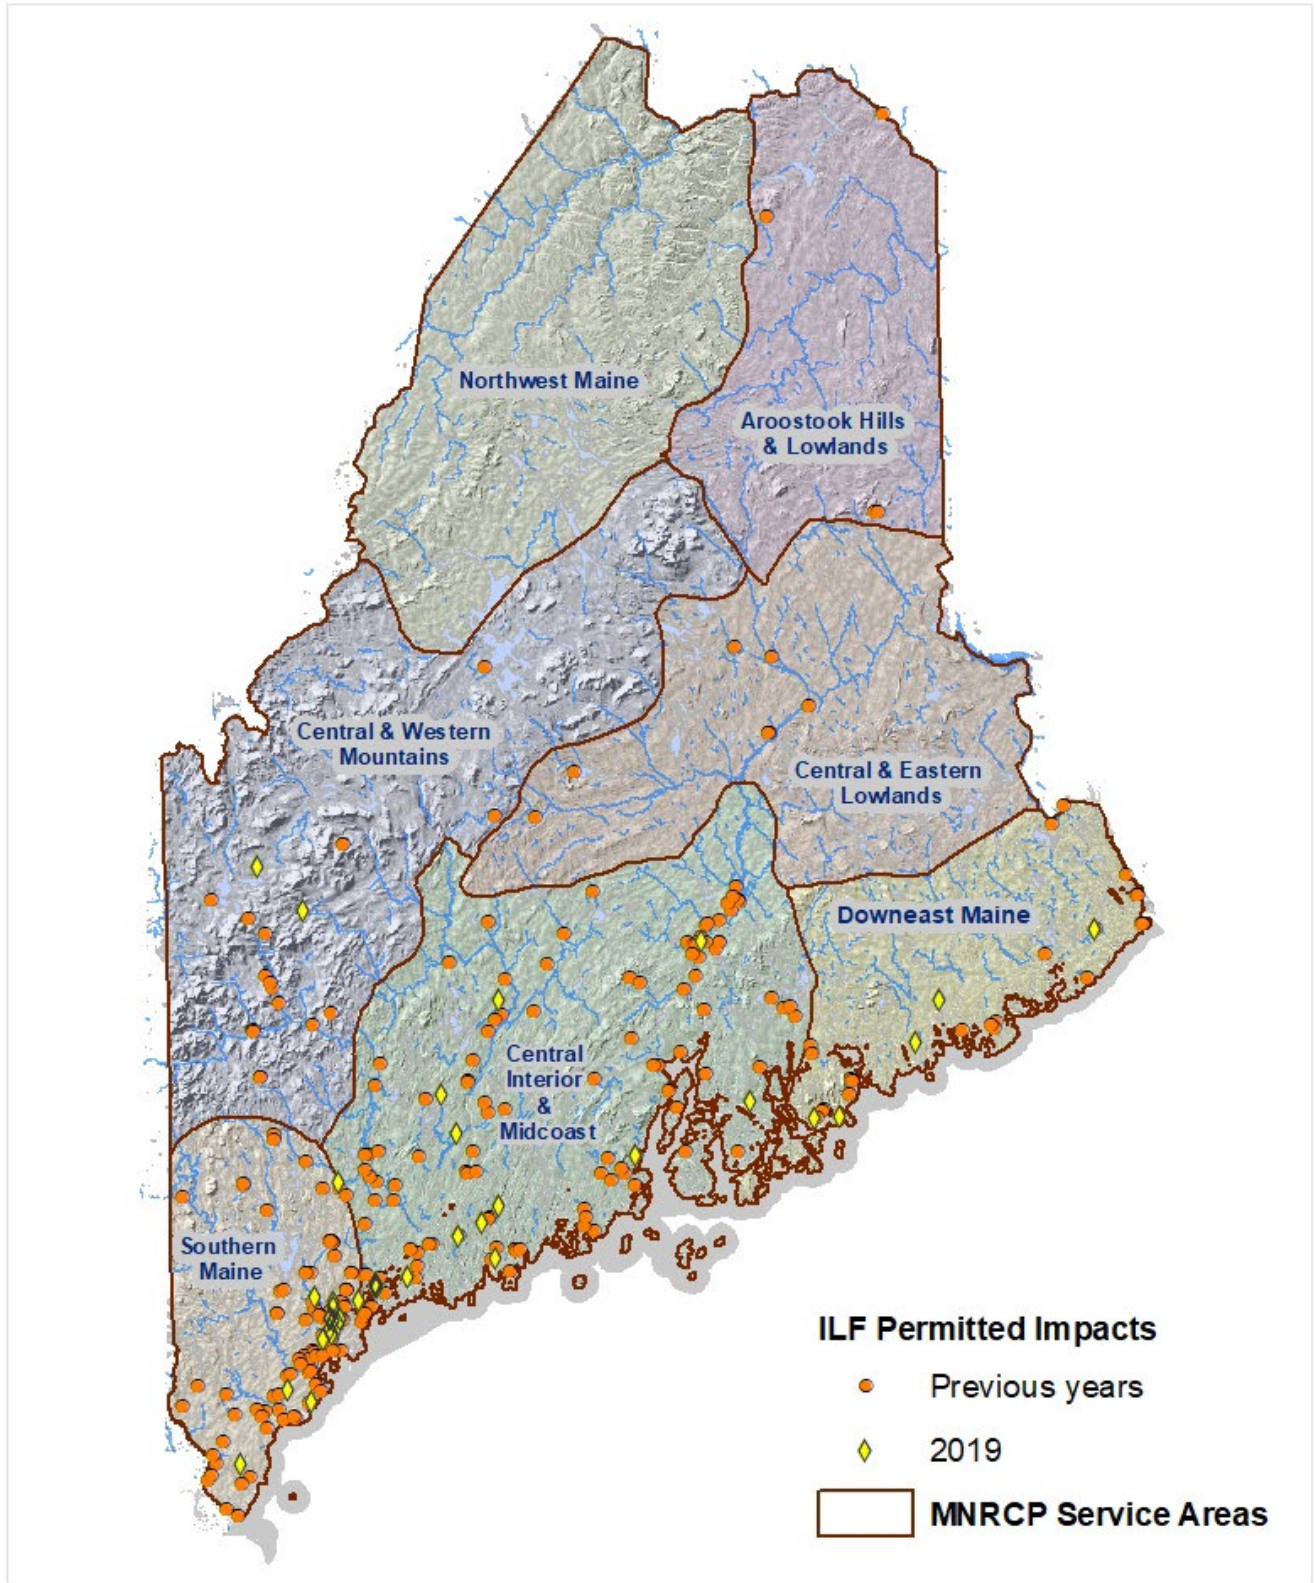 Northwest Maine
Aroostook Hills
& Lowlands
Central & Western
Mountains
Central & Eastern
Lowlands
Downeast Maine
Central
Interior
&
Midcoast
Southern
Maine
ILF Permitted Impacts
Previous years
2019
MNRCP Service Areas